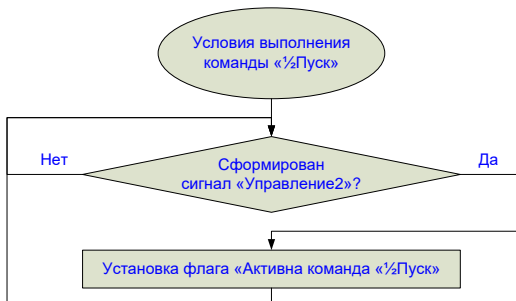 Условия выполнения
команды «½Пуск»
Нет
Сформирован
сигнал «Управление2»?
Да
Установка флага «Активна команда «½Пуск»